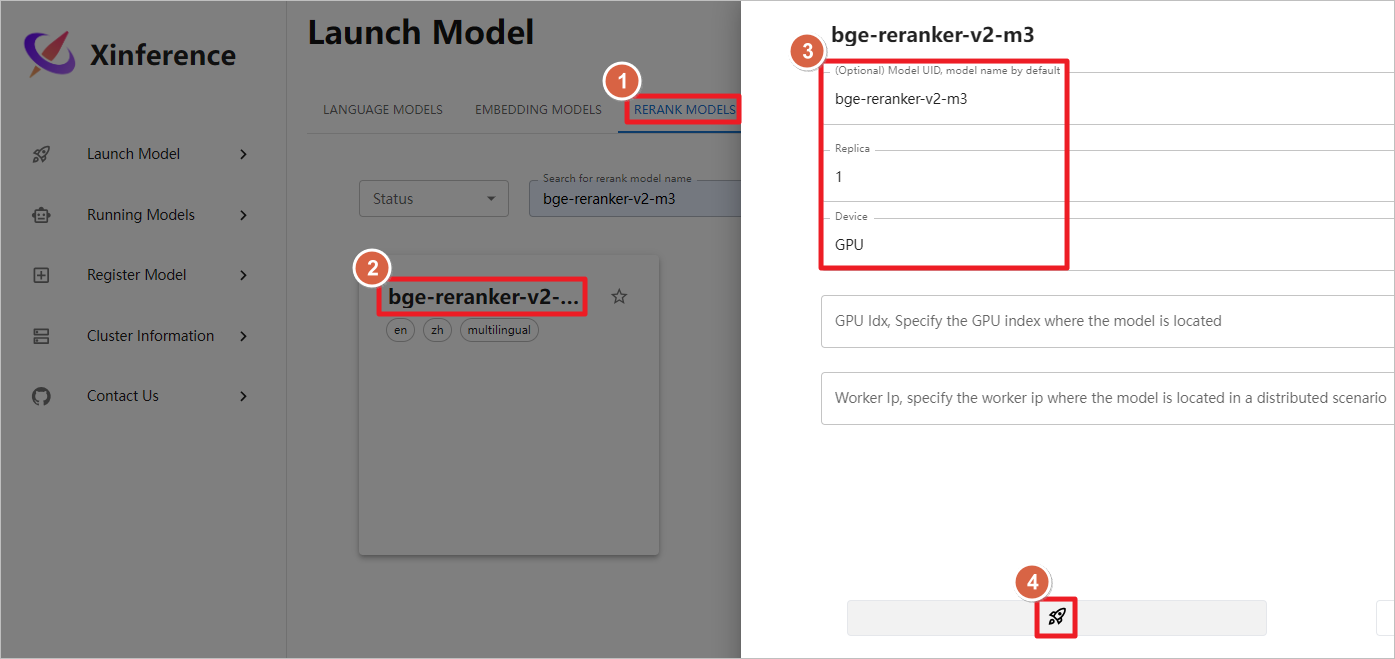 Xinference
Launch Model
Running Models
Register Model
Cluster Information
Contact Us
Launch Model
1
LANGUAGE MODELS
EMBEDDING MODELS
RERANK MODELS
Status
Search for rerank model name
bge-reranker-v2-m3
2
bge-reranker-v2-...
en
zh
multilingual
bge-reranker-v2-m3
3
(Optional) Model UID, model name by default
bge-reranker-v2-m3
Replica
1
Device
GPU
GPU Idx, Specify the GPU index where the model is located
Worker Ip, specify the worker ip where the model is located in a distributed scenario
4